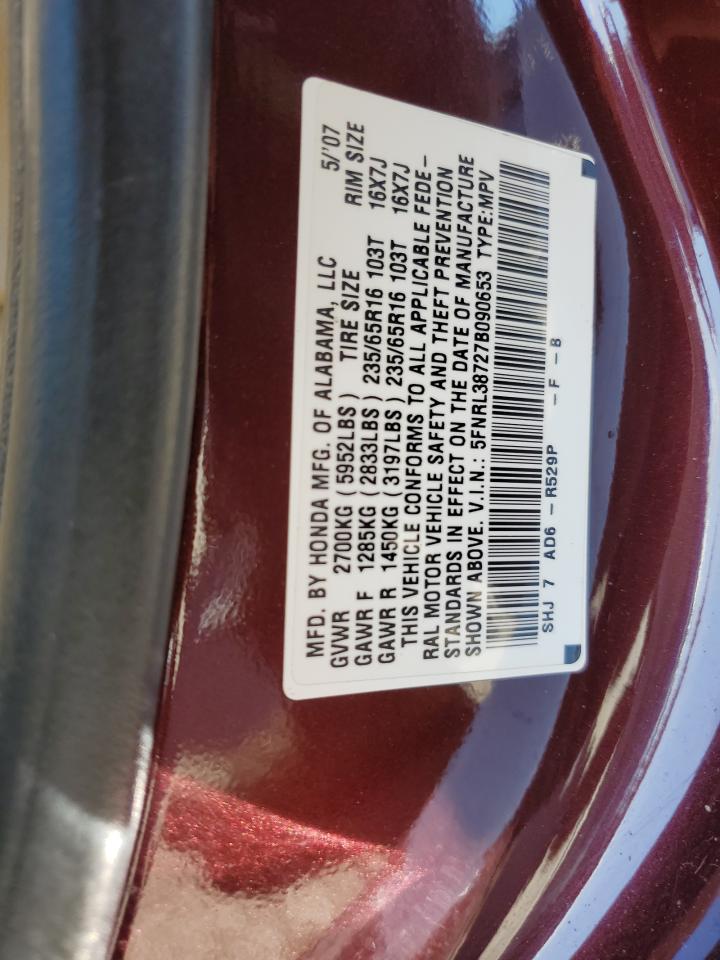 MFD. BY HONDA MFG. OF ALABAMA, LLC 5/'07
GVWR 2700KG (5952LBS) TIRE SIZE RIM SIZE
GAWR F 1285KG (2833LBS) 235/65R16 103T 16X7J
GAWR R 1450KG (3197LBS) 235/65R16 103T 16X7J
THIS VEHICLE CONFORMS TO ALL APPLICABLE FEDE-
RAL MOTOR VEHICLE SAFETY AND THEFT PREVENTION
STANDARDS IN EFFECT ON THE DATE OF MANUFACTURE
SHOWN ABOVE. V.I.N.: 5FNRL38727B090653 TYPE:MPV
SHJ 7 AD6 - R529P - F - B